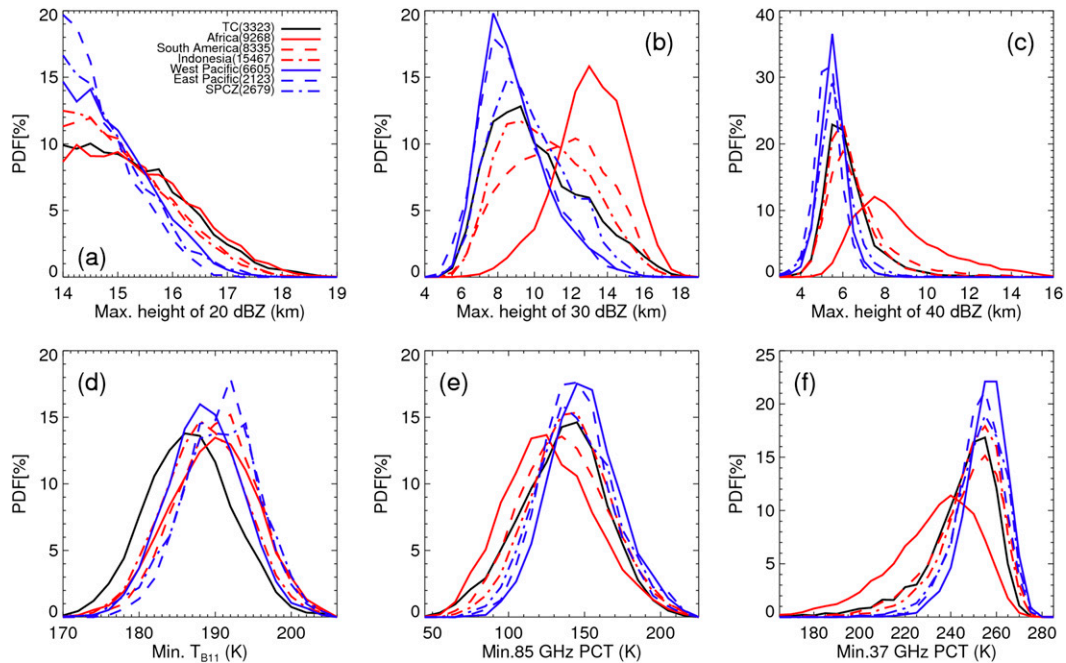 TC(3323)
Africa(9268)
South America(8335)
Indonesia(15467)
West Pacific(6605)
East Pacific(2123)
SPCZ(2679)
20
15
10
5
0
PDF[%]
(a)
14 15 16 17 18 19
Max. height of 20 dBZ (km)
20
15
10
5
0
PDF[%]
(b)
4 6 8 10 12 14 16 18
Max. height of 30 dBZ (km)
40
30
20
10
0
PDF[%]
(c)
4 6 8 10 12 14 16
Max. height of 40 dBZ (km)
20
15
10
5
0
PDF[%]
(d)
170 180 190 200
Min. TB11 (K)
20
15
10
5
0
PDF[%]
(e)
50 100 150 200
Min.85 GHz PCT (K)
25
20
15
10
5
0
PDF[%]
(f)
180 200 220 240 260 280
Min.37 GHz PCT (K)